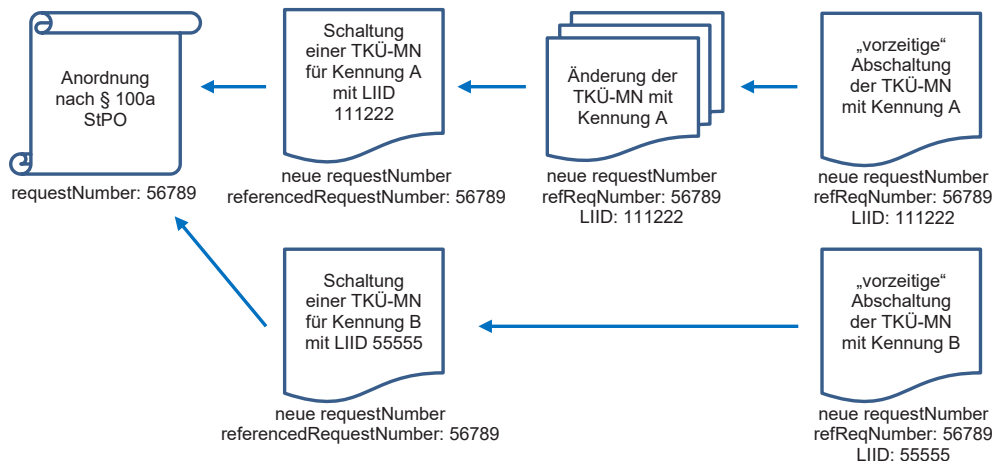 Anordnung
nach § 100a
StPO
requestNumber: 56789
Schaltung
einer TKÜ-MN
für Kennung A
mit LIID
111222
neue requestNumber
referencedRequestNumber: 56789
Änderung der
TKÜ-MN mit
Kennung A
neue requestNumber
refReqNumber: 56789
LIID: 111222
„vorzeitige“
Abschaltung
der TKÜ-MN
mit Kennung A
neue requestNumber
refReqNumber: 56789
LIID: 111222
Schaltung
einer TKÜ-MN
für Kennung B
mit LIID 55555
neue requestNumber
referencedRequestNumber: 56789
„vorzeitige“
Abschaltung
der TKÜ-MN
mit Kennung B
neue requestNumber
refReqNumber: 56789
LIID: 55555